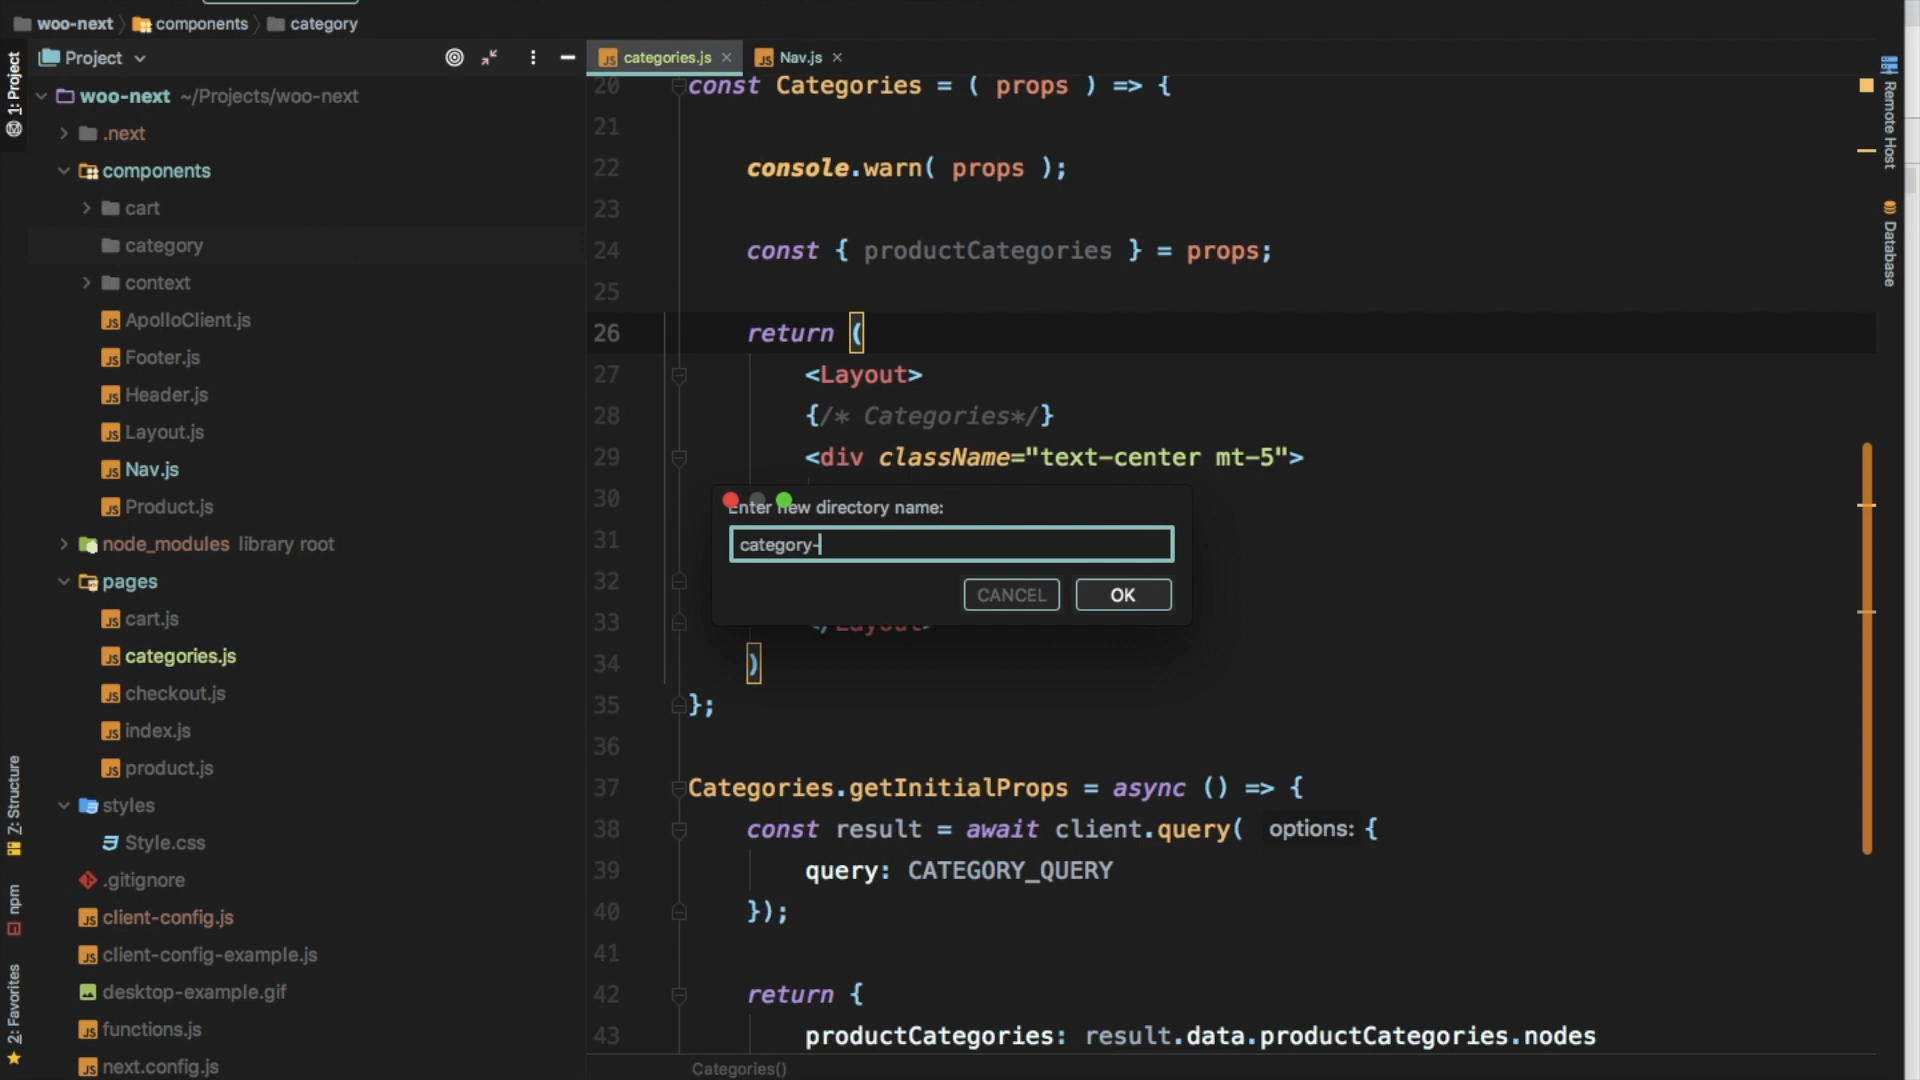 woo-next
components
category
1: Project
Project
categories.js
Nav.js
woo-next ~/Projects/woo-next
.next
components
cart
category
context
ApolloClient.js
Footer.js
Header.js
Layout.js
Nav.js
Product.js
node_modules library root
pages
cart.js
categories.js
checkout.js
index.js
product.js
styles
Style.css
.gitignore
client-config.js
client-config-example.js
desktop-example.gif
functions.js
next.config.js
Z: Structure
npm
2: Favorites
20 const Categories = ( props ) => {
21
22 console.warn( props );
23
24 const { productCategories } = props;
25
26 return (
27 <Layout>
28 {/* Categories*/}
29 <div className="text-center mt-5">
30
31
32
33 </Layout>
34 )
35 };
36
37 Categories.getInitialProps = async () => {
38 const result = await client.query( options: {
39 query: CATEGORY_QUERY
40 });
41
42 return {
43 productCategories: result.data.productCategories.nodes
Enter new directory name:
category-
CANCEL
OK
Categories()
Remote Host
Database